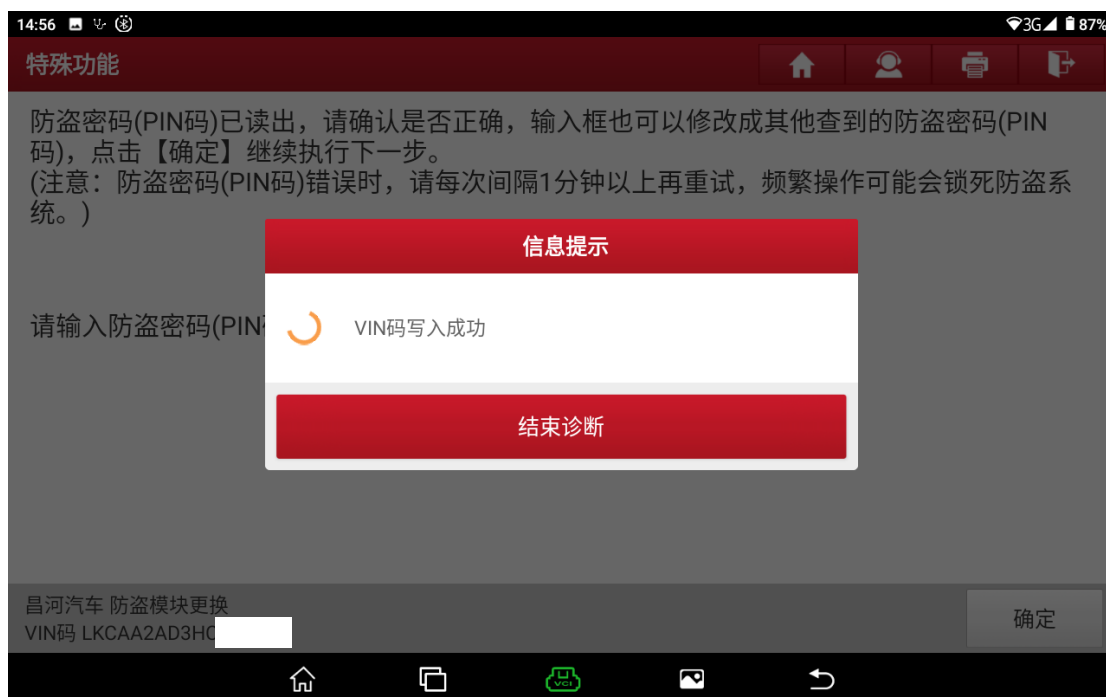 14:56
3G 87%
特殊功能
防盗密码(PIN码)已读出，请确认是否正确，输入框也可以修改成其他查到的防盗密码(PIN
码)，点击【确定】继续执行下一步。
(注意：防盗密码(PIN码)错误时，请每次间隔1分钟以上再重试，频繁操作可能会锁死防盗系
统。)
信息提示
请输入防盗密码(PIN
VIN码写入成功
结束诊断
昌河汽车 防盗模块更换
VIN码 LKCAA2AD3H
确定
VCI